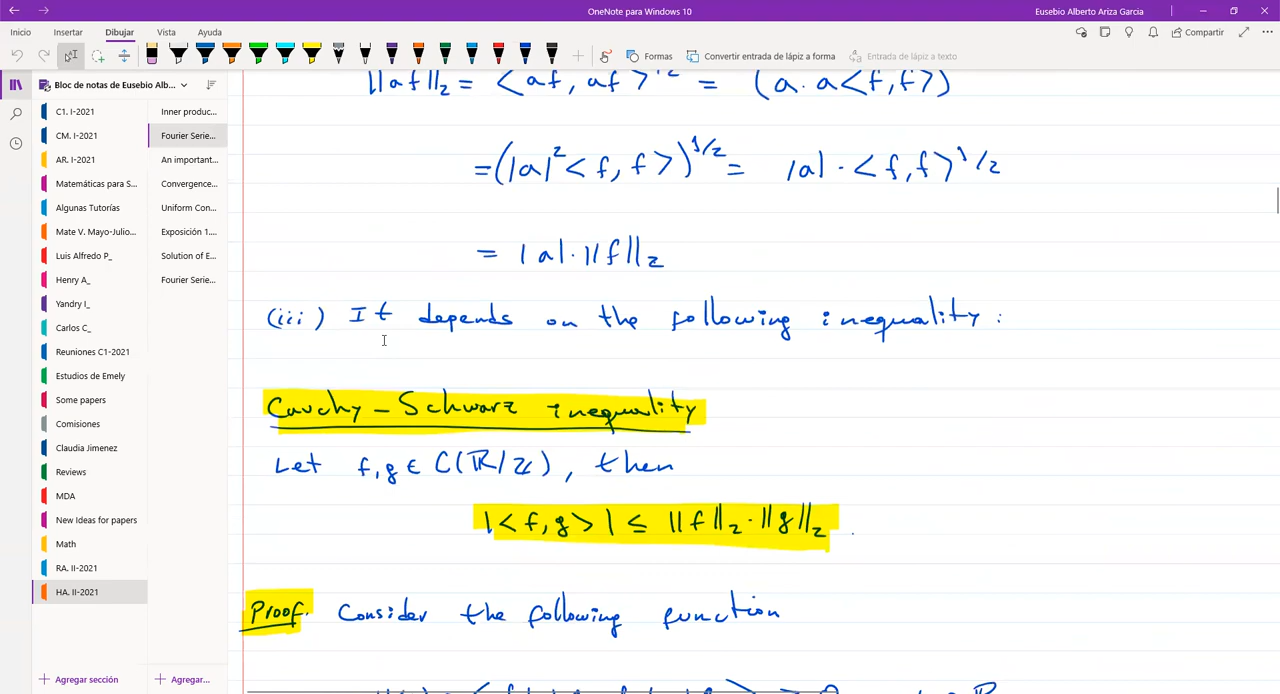 OneNote para Windows 10
Eusebio Alberto Ariza Garcia
Inicio Insertar Dibujar Vista Ayuda
Compartir
Formas Convertir entrada de lápiz a forma Entrada de lápiz a texto
Bloc de notas de Eusebio Alb...
C1. I-2021
CM. I-2021
AR. I-2021
Matemáticas para S...
Algunas Tutorías
Mate V. Mayo-Julio...
Luis Alfredo P_
Henry A_
Yandry I_
Carlos C_
Reuniones C1-2021
Estudios de Emely
Some papers
Comisiones
Claudia Jimenez
Reviews
MDA
New Ideas for papers
Math
RA. II-2021
HA. II-2021
Agregar sección
Inner produc...
Fourier Serie...
An important...
Convergence...
Uniform Con...
Exposición 1...
Solution of E...
Fourier Serie...
Agregar...
||af||₂ = <af, af>^1/2 = (a·a<f,f>)
= (|a|²<f,f>)^1/2 = |a|·<f,f>^1/2
= |a|·||f||₂
(iii) It depends on the following inequality:
Cauchy-Schwarz inequality
Let f,g ∈ C(ℝ/ℤ), then
|<f,g>| ≤ ||f||₂·||g||₂
Proof. Consider the following function